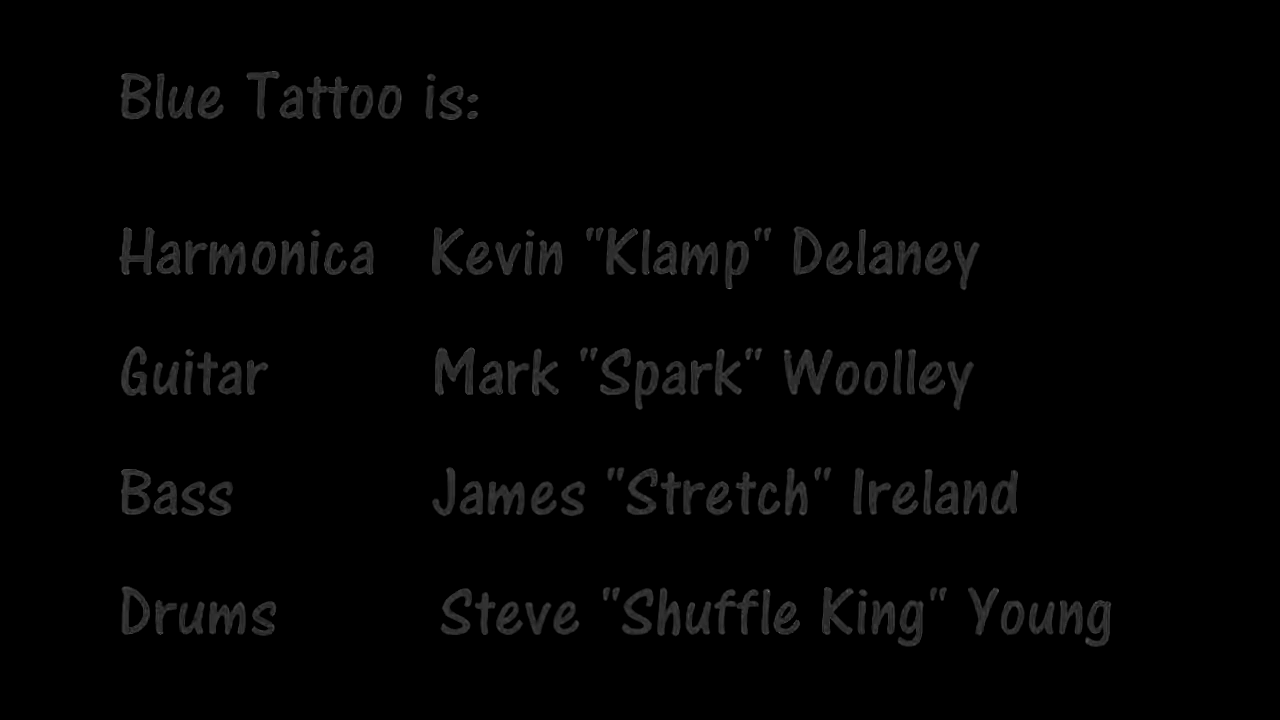 Blue Tattoo is:
Harmonica Kevin "Klamp" Delaney
Guitar Mark "Spark" Woolley
Bass James "Stretch" Ireland
Drums Steve "Shuffle King" Young